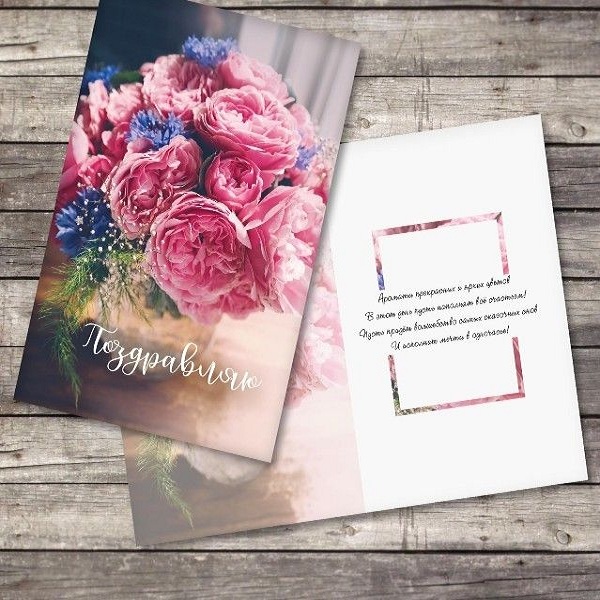 Поздравляю
Ароматы прекрасных и ярких цветов
В этот день пусть наполнят всё счастьем!
Пусть придёт волшебство самых сказочных снов
И исполнит мечты в одночасье!